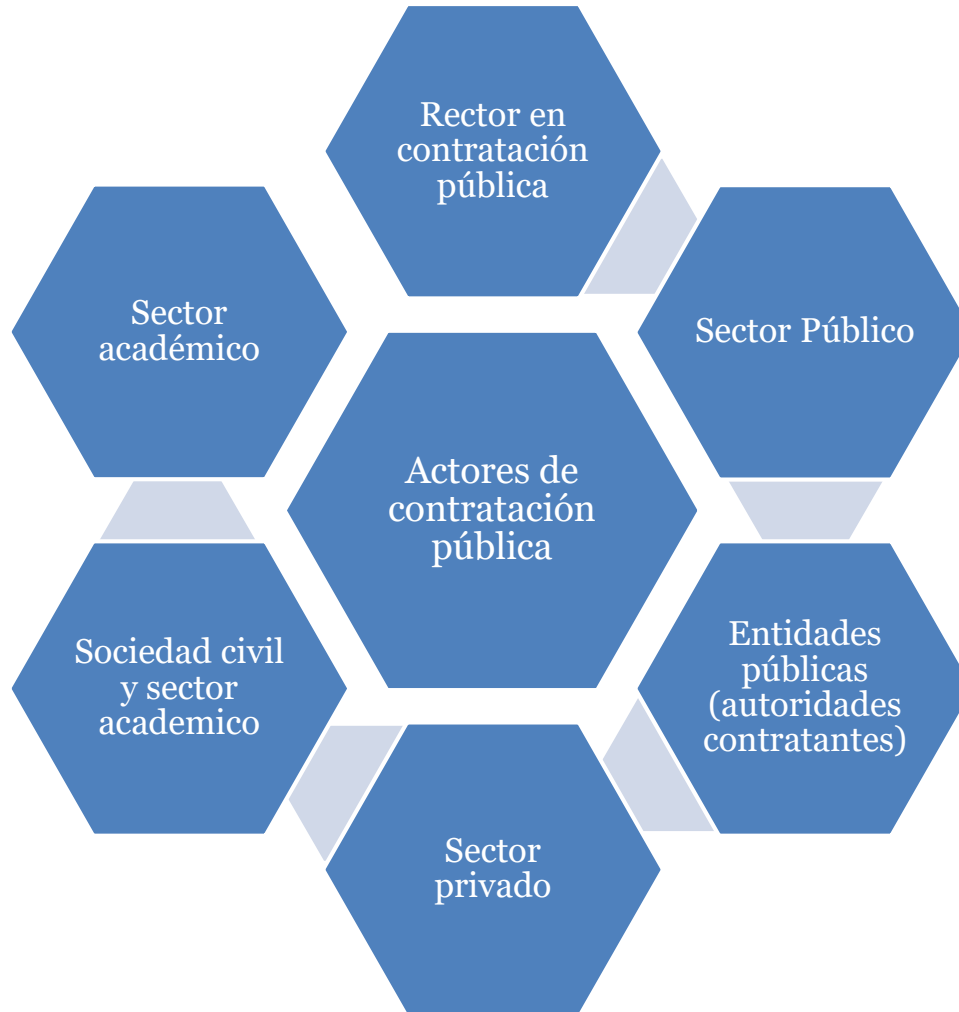 Rector en
contratación
pública
Sector Público
Entidades
públicas
(autoridades
contratantes)
Sector
privado
Sociedad civil
y sector
academico
Sector
académico
Actores de
contratación
pública